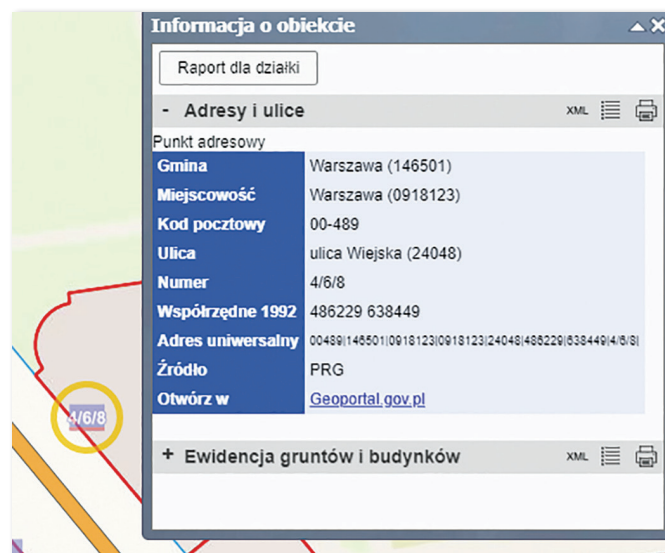 Informacja o obiekcie
Raport dla działki
- Adresy i ulice XML
Punkt adresowy
Gmina Warszawa (146501)
Miejscowość Warszawa (0918123)
Kod pocztowy 00-489
Ulica ulica Wiejska (24048)
Numer 4/6/8
Współrzędne 1992 486229 638449
Adres uniwersalny 00489|146501|0918123|0918123|24048|486229|638449|4/6/8|
Źródło PRG
Otwórz w Geoportal.gov.pl
4/6/8
+ Ewidencja gruntów i budynków XML